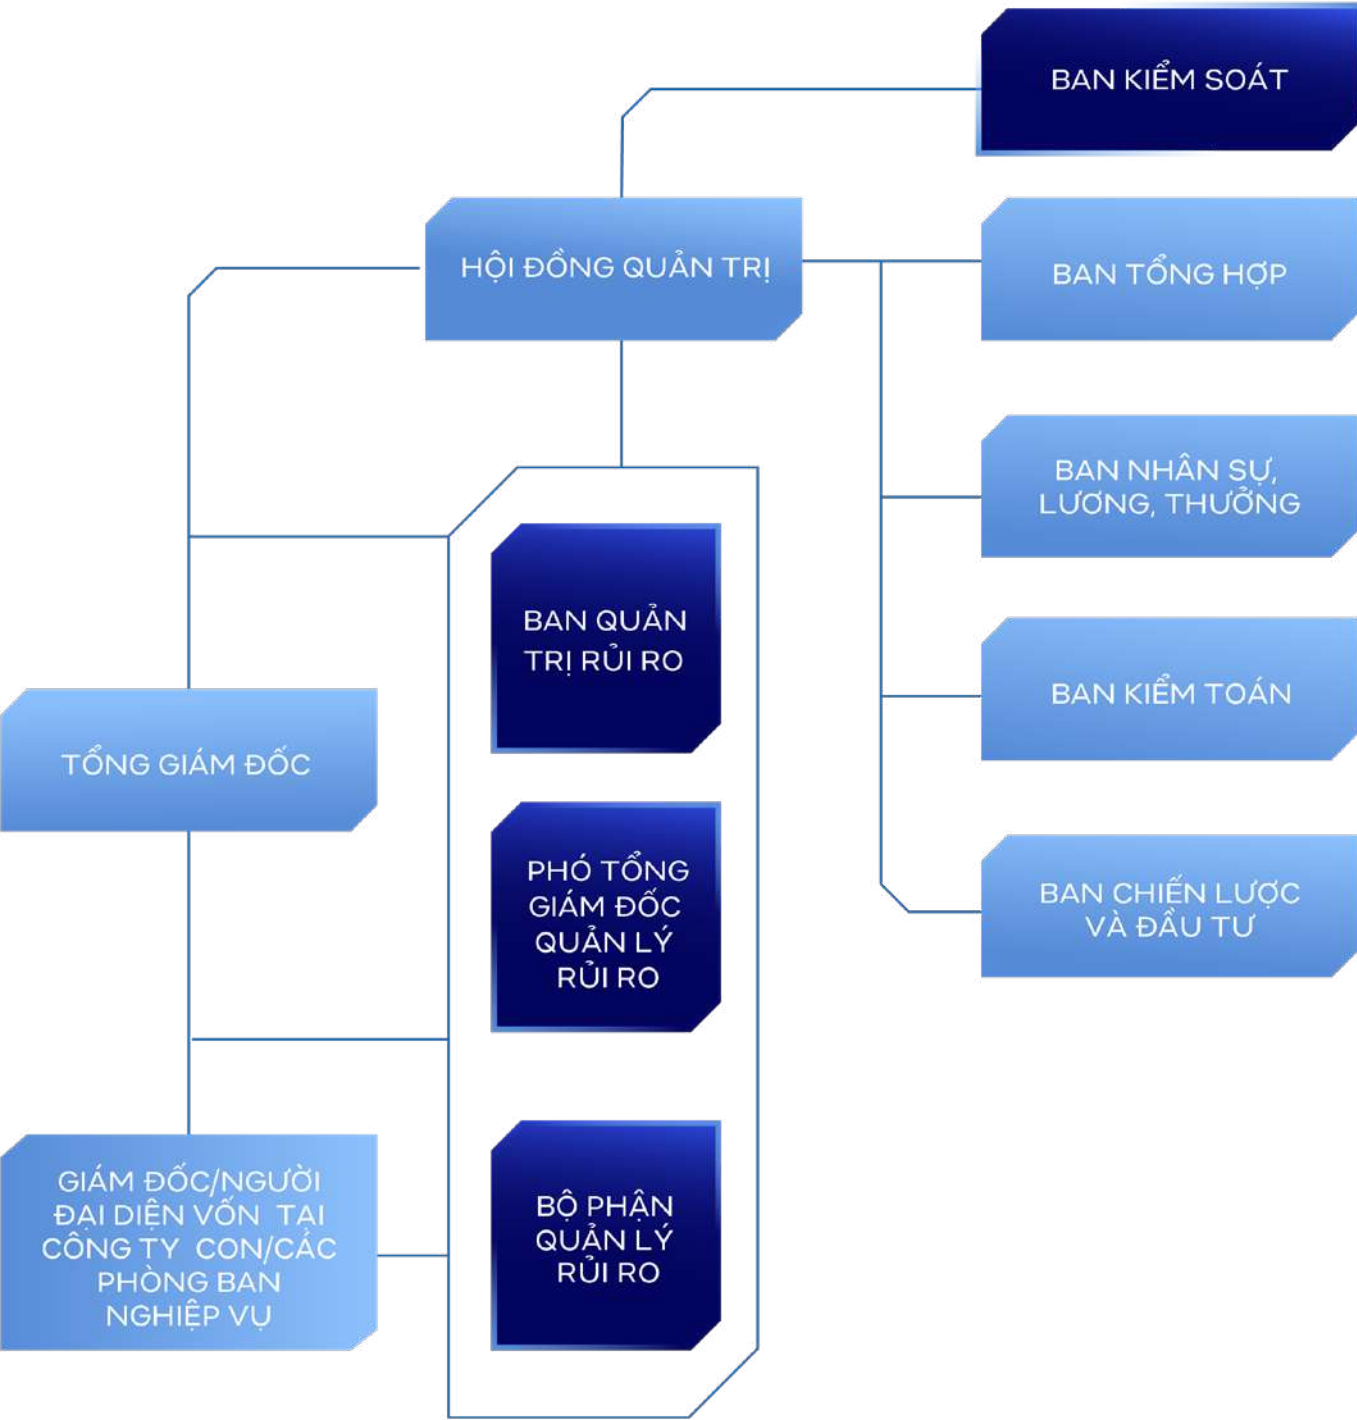 BAN KIỂM SOÁT
HỘI ĐỒNG QUẢN TRỊ
BAN TỔNG HỢP
BAN NHÂN SỰ,
LƯƠNG, THƯỞNG
BAN QUẢN
TRỊ RỦI RO
BAN KIỂM TOÁN
TỔNG GIÁM ĐỐC
PHÓ TỔNG
GIÁM ĐỐC
QUẢN LÝ
RỦI RO
BAN CHIẾN LƯỢC
VÀ ĐẦU TƯ
GIÁM ĐỐC/NGƯỜI
ĐẠI DIỆN VỐN TẠI
CÔNG TY CON/CÁC
PHÒNG BAN
NGHIỆP VỤ
BỘ PHẬN
QUẢN LÝ
RỦI RO